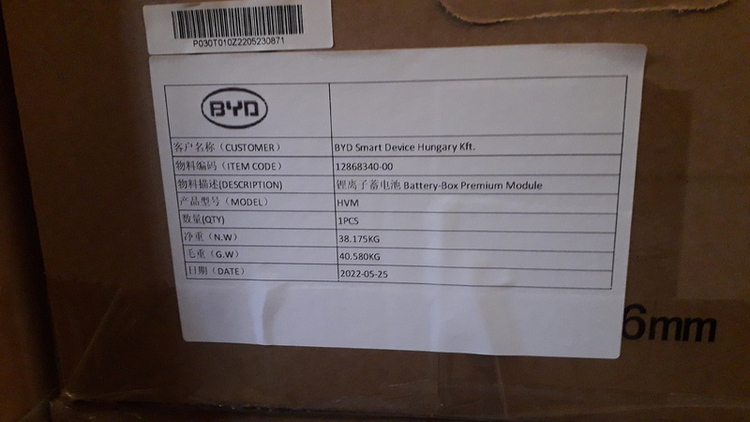 P030T010Z2205230871
BYD
客户名称（CUSTOMER） BYD Smart Device Hungary Kft.
物料编码（ITEM CODE） 12868340-00
物料描述(DESCRIPTION) 锂离子蓄电池 Battery-Box Premium Module
产品型号（MODEL） HVM
数量(QTY) 1PCS
净重（N.W） 38.175KG
毛重（G.W） 40.580KG
日期（DATE） 2022-05-25
6mm